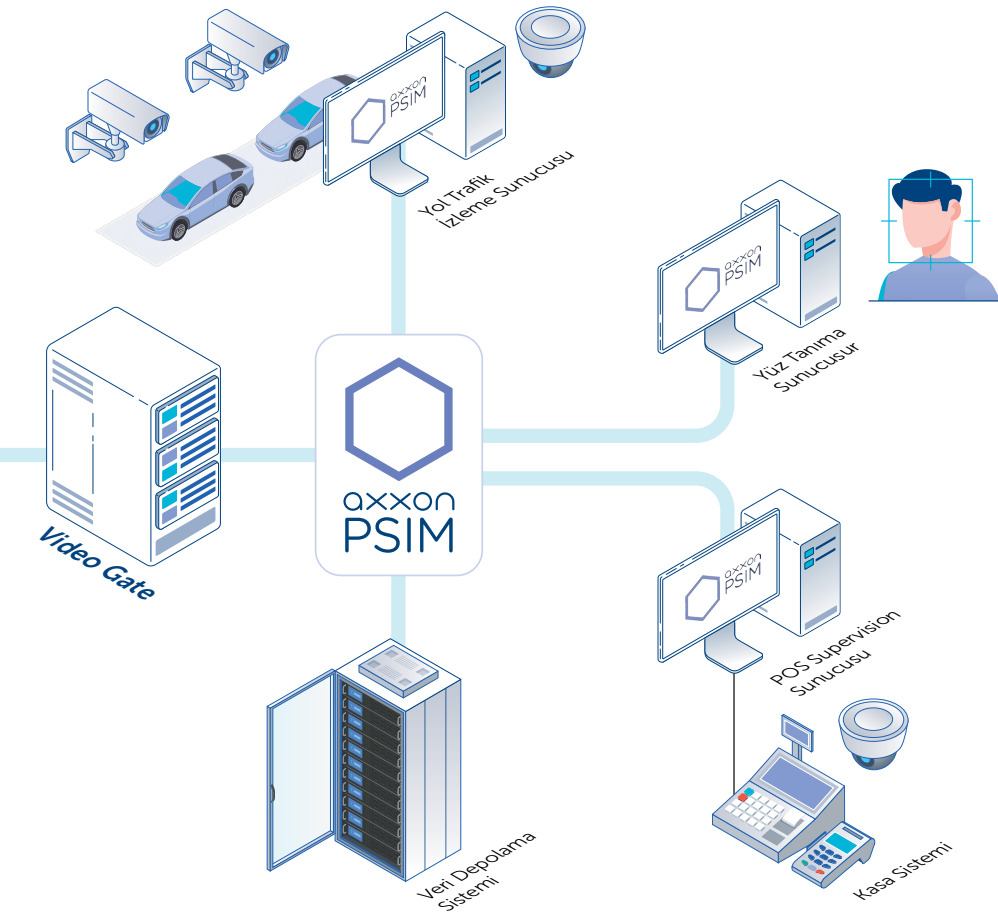 axxon
PSIM
Yol Trafik
İzleme Sunucusu
axxon
PSIM
Yüz Tanıma
Sunucusur
axxon
PSIM
Video Gate
axxon
PSIM
POS Supervision
Sunucusu
Veri Depolama
Sistemi
Kasa Sistemi